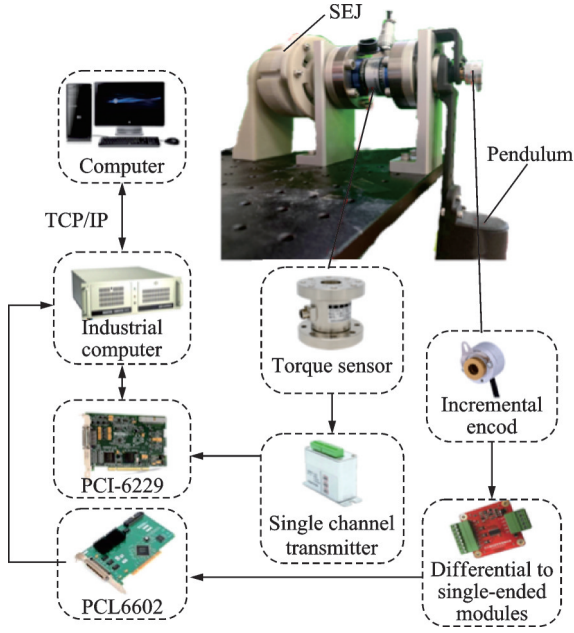 SEJ
Computer
Pendulum
TCP/IP
Industrial
computer
Torque sensor
Incremental
encod
PCI-6229
Single channel
transmitter
PCL6602
Differential to
single-ended
modules